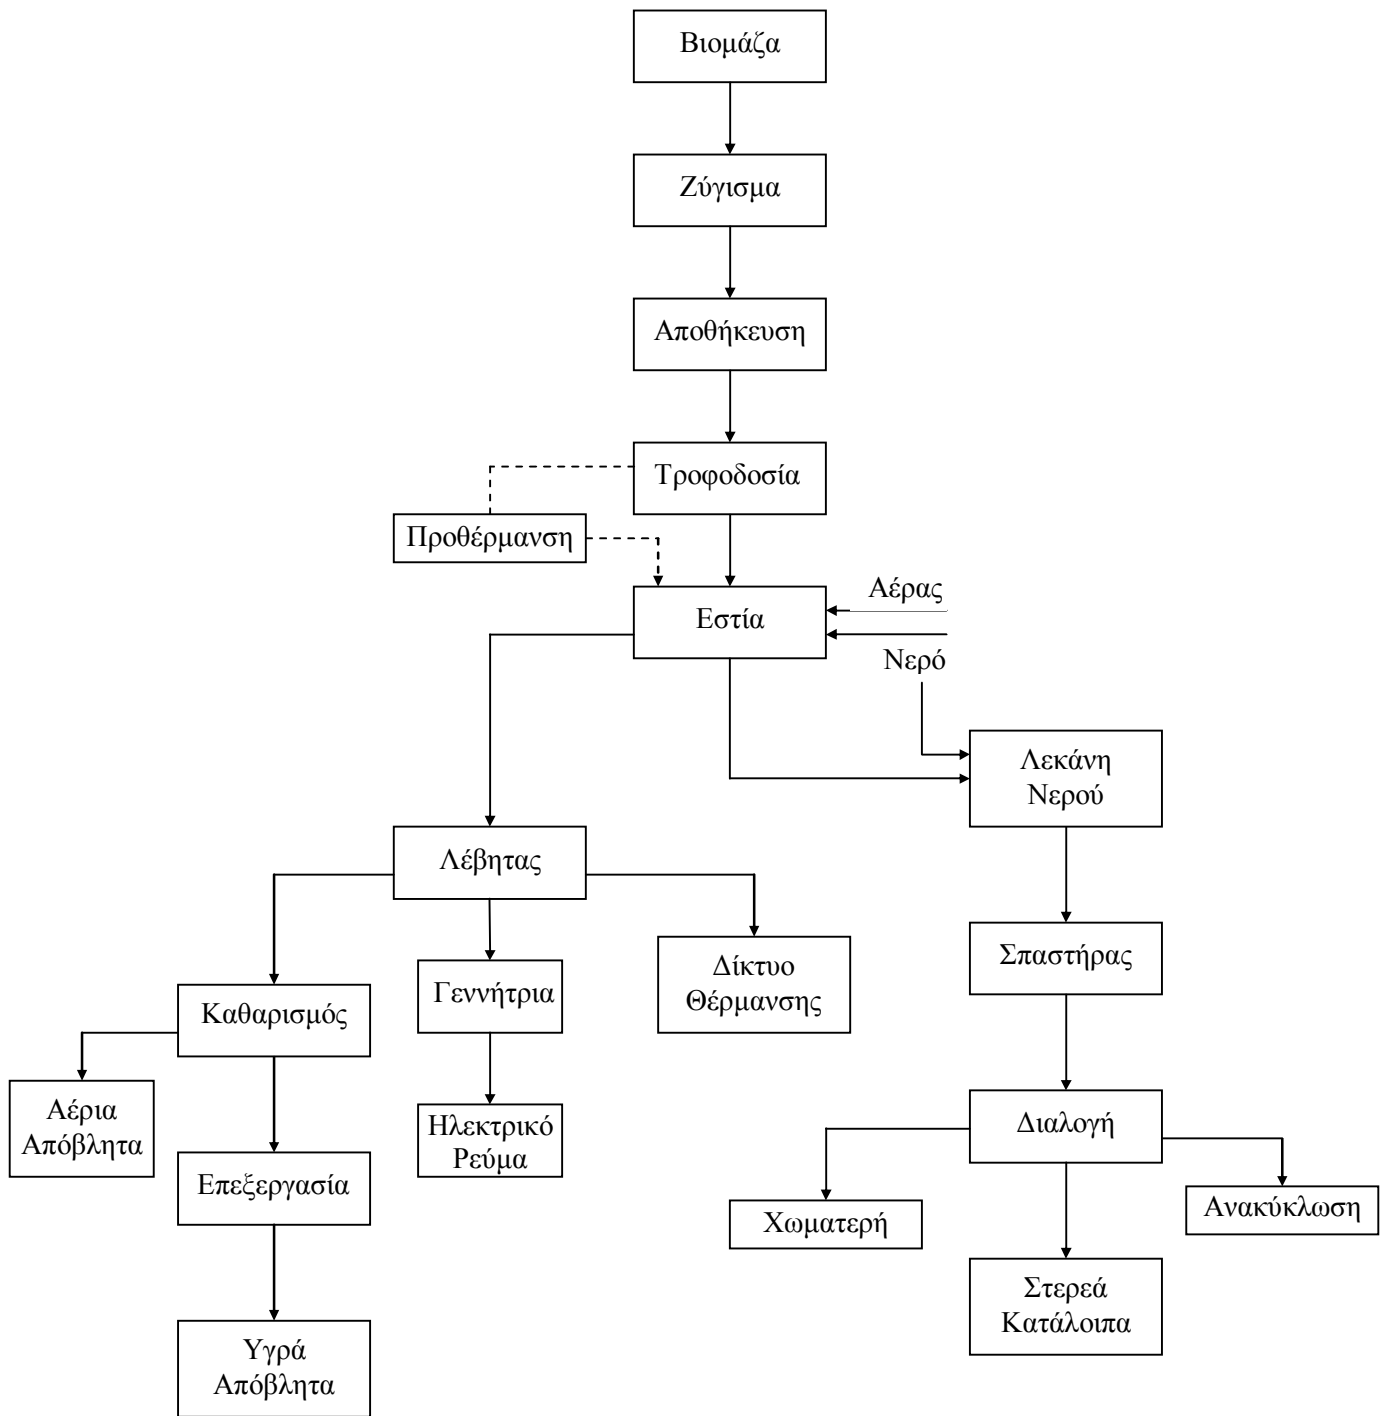 Βιομάζα
Ζύγισμα
Αποθήκευση
Τροφοδοσία
Προθέρμανση
Αέρας
Εστία
Νερό
Λεκάνη
Νερού
Λέβητας
Σπαστήρας
Δίκτυο
Θέρμανσης
Γεννήτρια
Καθαρισμός
Αέρια
Απόβλητα
Ηλεκτρικό
Ρεύμα
Διαλογή
Επεξεργασία
Χωματερή
Ανακύκλωση
Στερεά
Κατάλοιπα
Υγρά
Απόβλητα